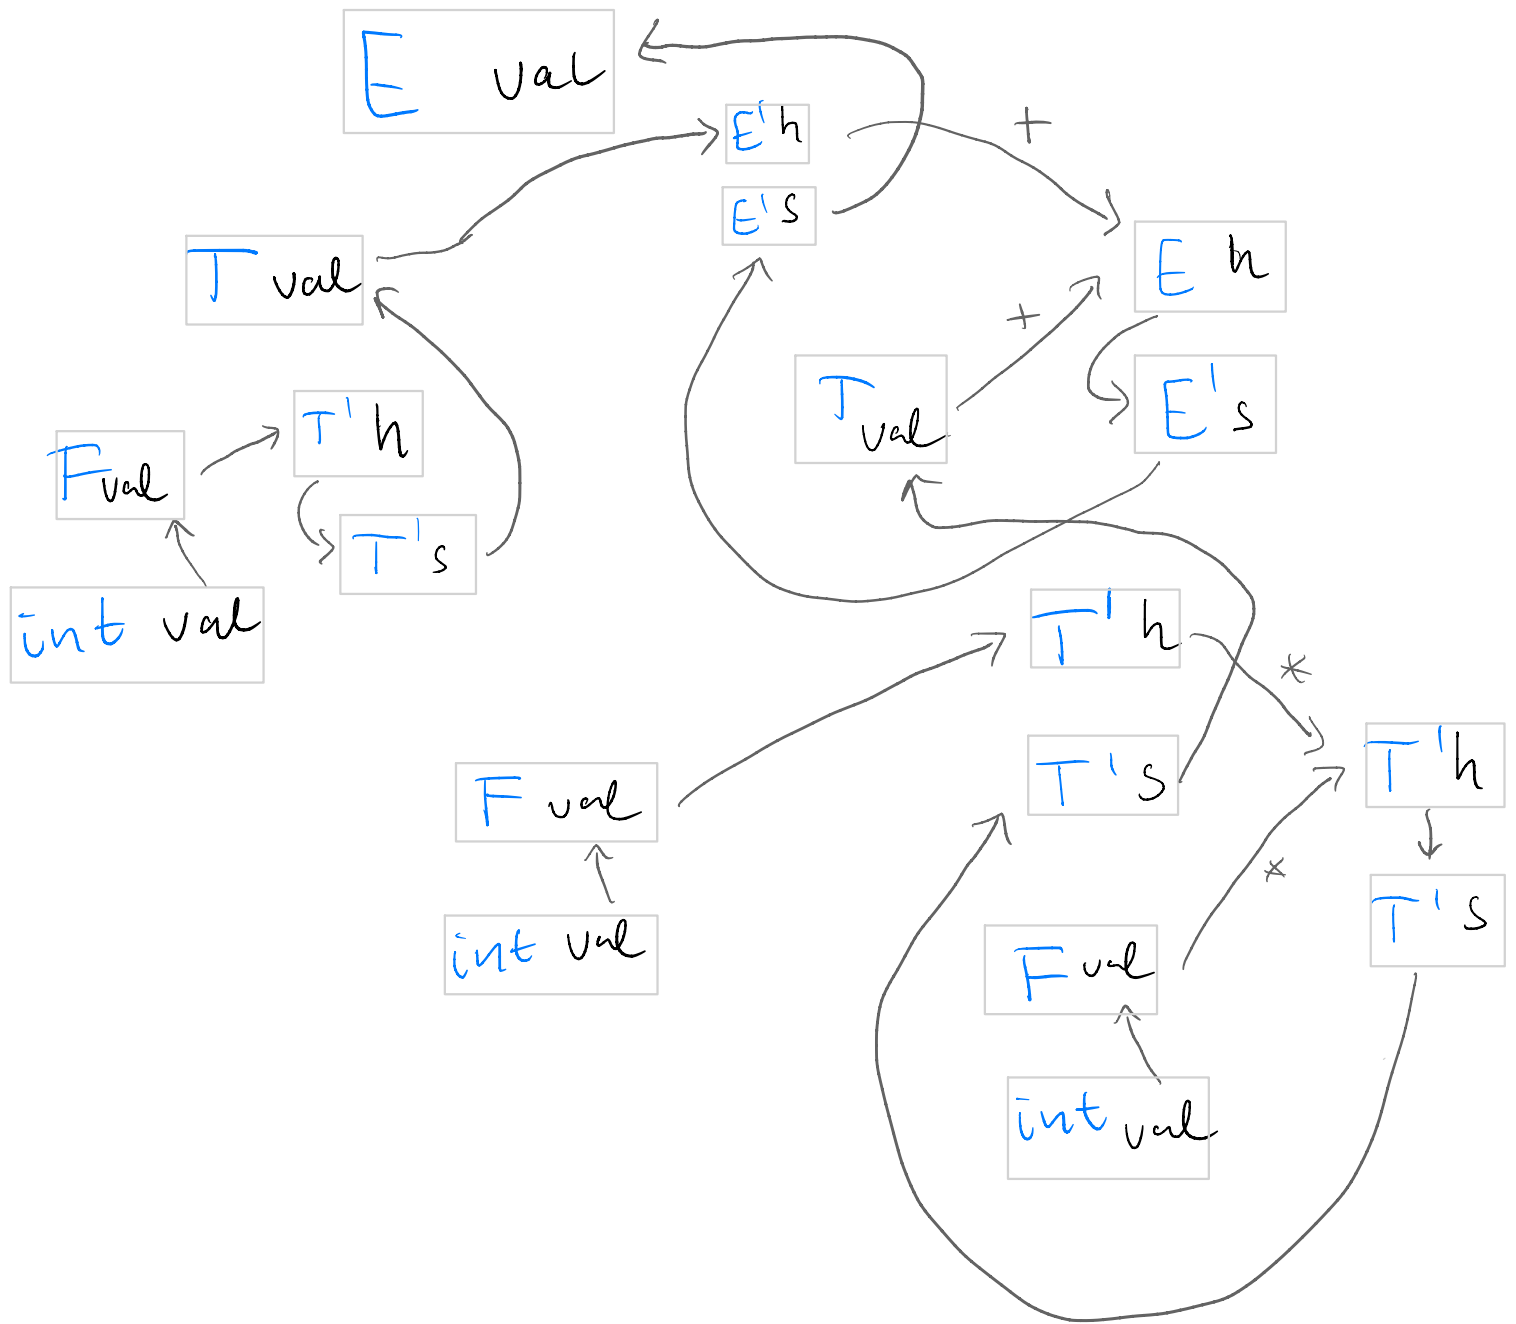 E val
E'h
+
E's
E h
T val
+
T val
E's
T'h
F val
T's
int val
T'h
*
T's
T'h
F val
*
T's
int val
F val
int val